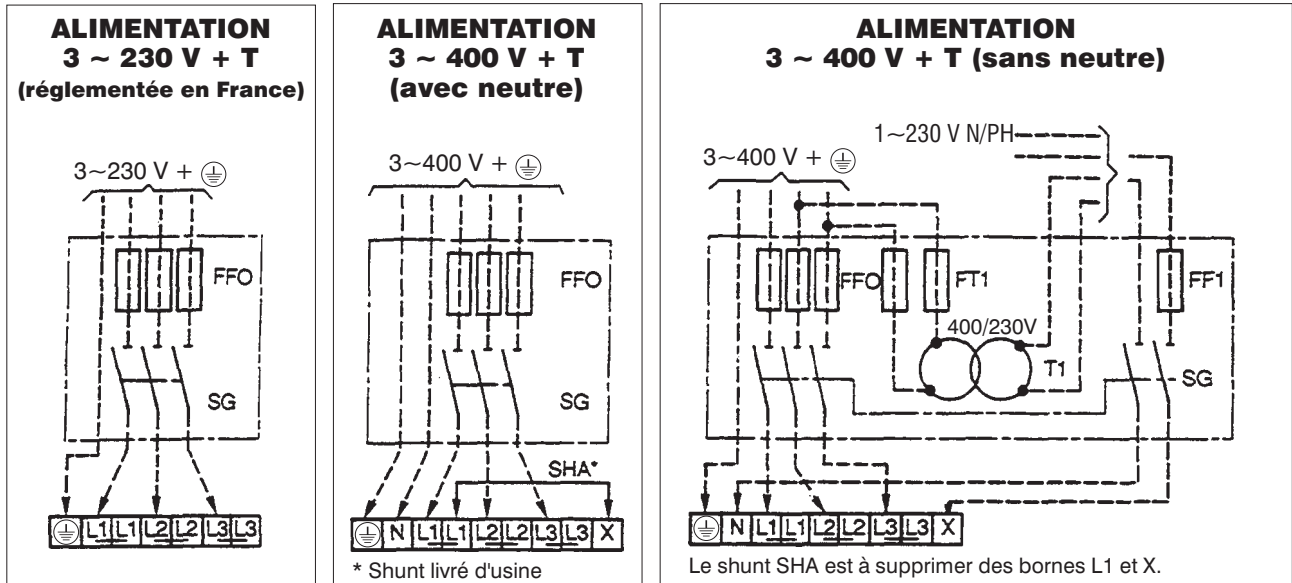 ALIMENTATION
3 ~ 230 V + T
(réglementée en France)
3~230 V +
FFO
SG
L1 L1 L2 L2 L3 L3
ALIMENTATION
3 ~ 400 V + T
(avec neutre)
3~400 V +
FFO
SG
SHA*
N L1 L1 L2 L2 L3 L3 X
* Shunt livré d'usine
ALIMENTATION
3 ~ 400 V + T (sans neutre)
1~230 V N/PH
3~400 V +
FFO
FT1
FF1
400/230V
T1
SG
N L1 L1 L2 L2 L3 L3 X
Le shunt SHA est à supprimer des bornes L1 et X.